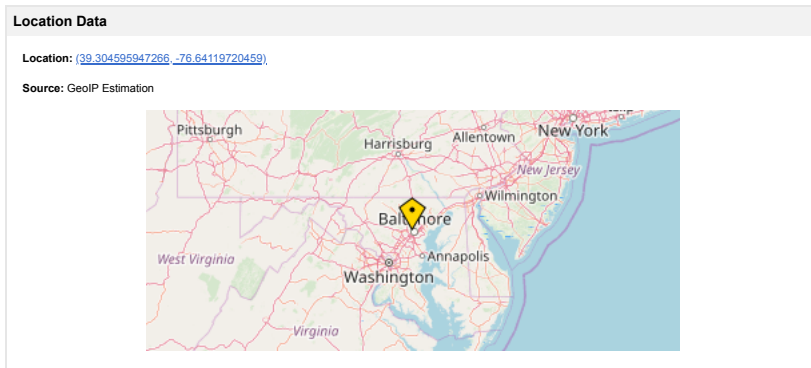 Location Data
Location: (39.304595947266, -76.64119720459)
Source: GeoIP Estimation
Pittsburgh
Harrisburg
Allentown
New York
New Jersey
Wilmington
Baltimore
West Virginia
Annapolis
Washington
Virginia